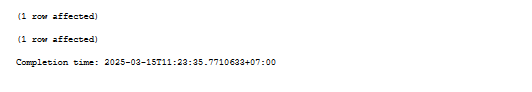 (1 row affected)
(1 row affected)
Completion time: 2025-03-15T11:23:35.7710633+07:00